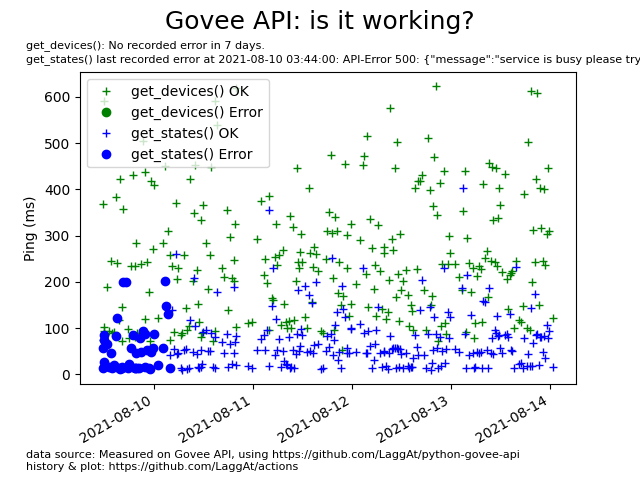 Govee API: is it working?
get_devices(): No recorded error in 7 days.
get_states() last recorded error at 2021-08-10 03:44:00: API-Error 500: {"message":"service is busy please try
get_devices() OK
get_devices() Error
get_states() OK
get_states() Error
Ping (ms)
600
500
400
300
200
100
0
2021-08-10
2021-08-11
2021-08-12
2021-08-13
2021-08-14
data source: Measured on Govee API, using https://github.com/LaggAt/python-govee-api
history & plot: https://github.com/LaggAt/actions